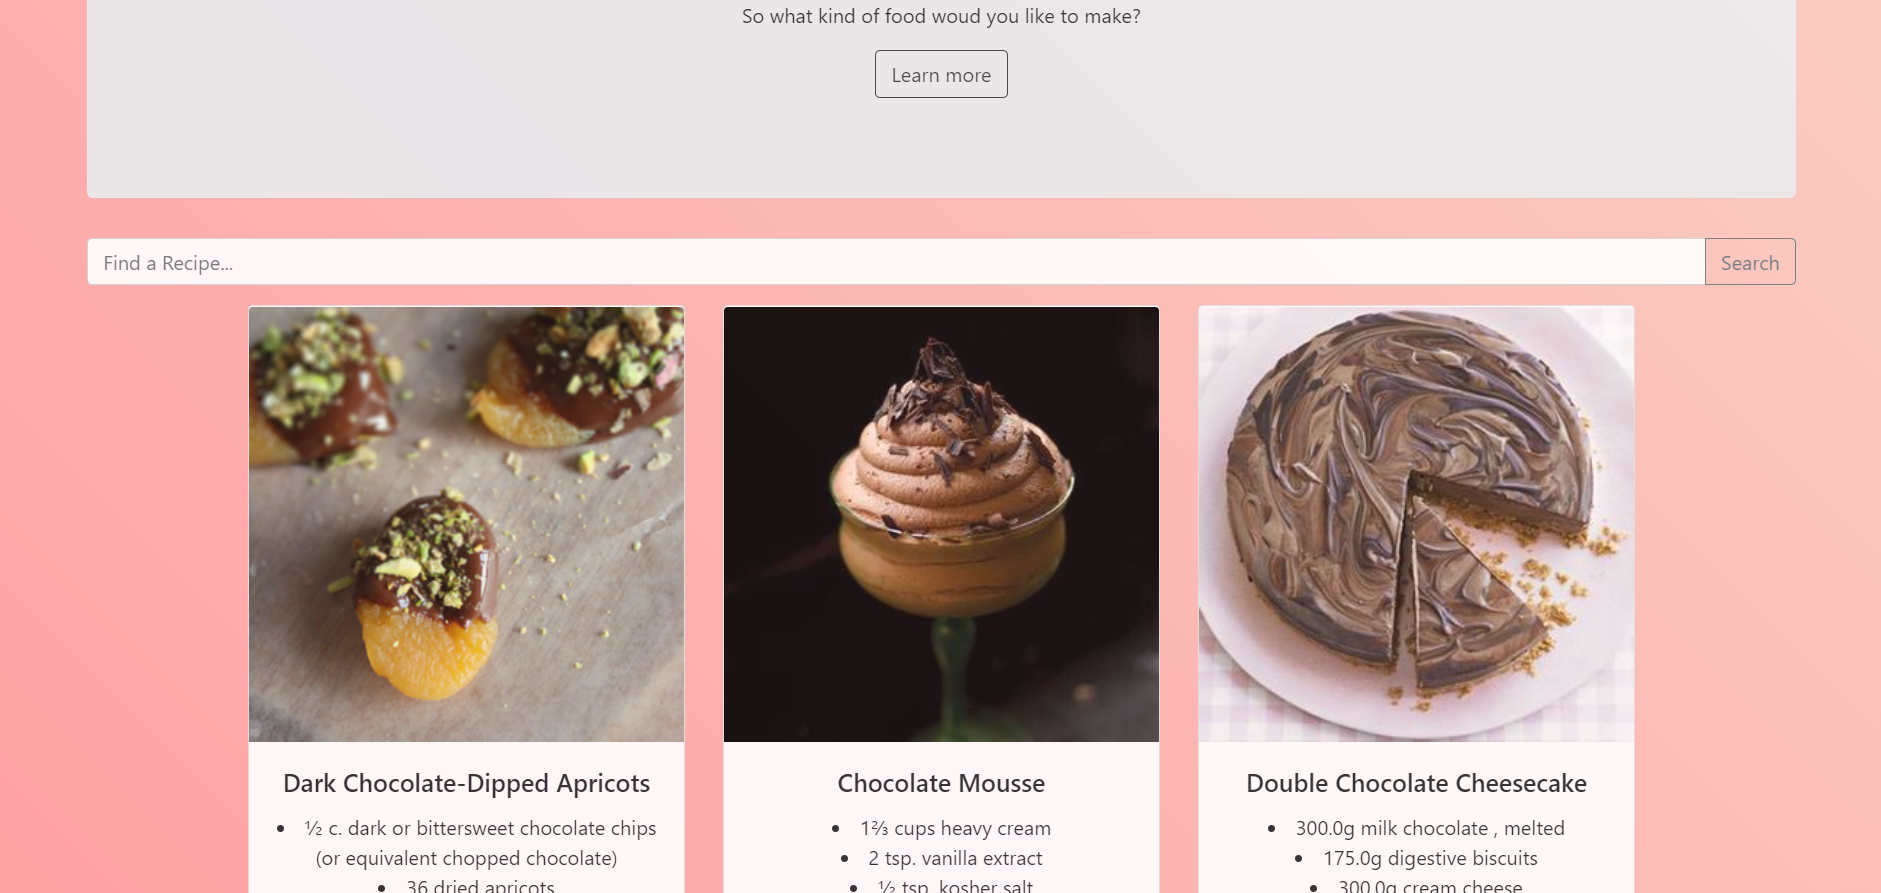 So what kind of food woud you like to make?
Learn more
Find a Recipe...
Search
Dark Chocolate-Dipped Apricots
• ½ c. dark or bittersweet chocolate chips
(or equivalent chopped chocolate)
• 36 dried apricots
Chocolate Mousse
• 1⅔ cups heavy cream
• 2 tsp. vanilla extract
• ½ tsp. kosher salt
Double Chocolate Cheesecake
• 300.0g milk chocolate , melted
• 175.0g digestive biscuits
• 300.0g cream cheese